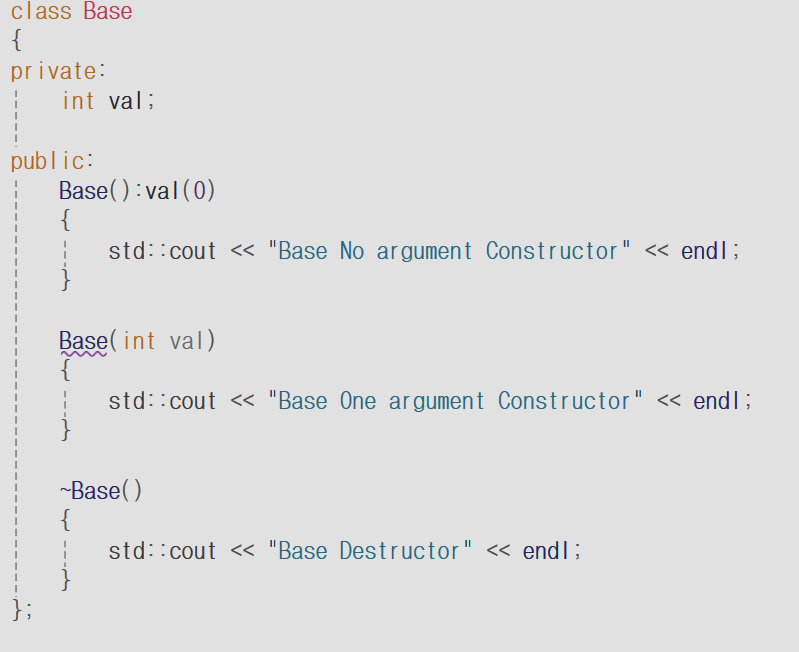 class Base
{
private:
    int val;

public:
    Base():val(0)
    {
        std::cout << "Base No argument Constructor" << endl;
    }

    Base(int val)
    {
        std::cout << "Base One argument Constructor" << endl;
    }

    ~Base()
    {
        std::cout << "Base Destructor" << endl;
    }
};